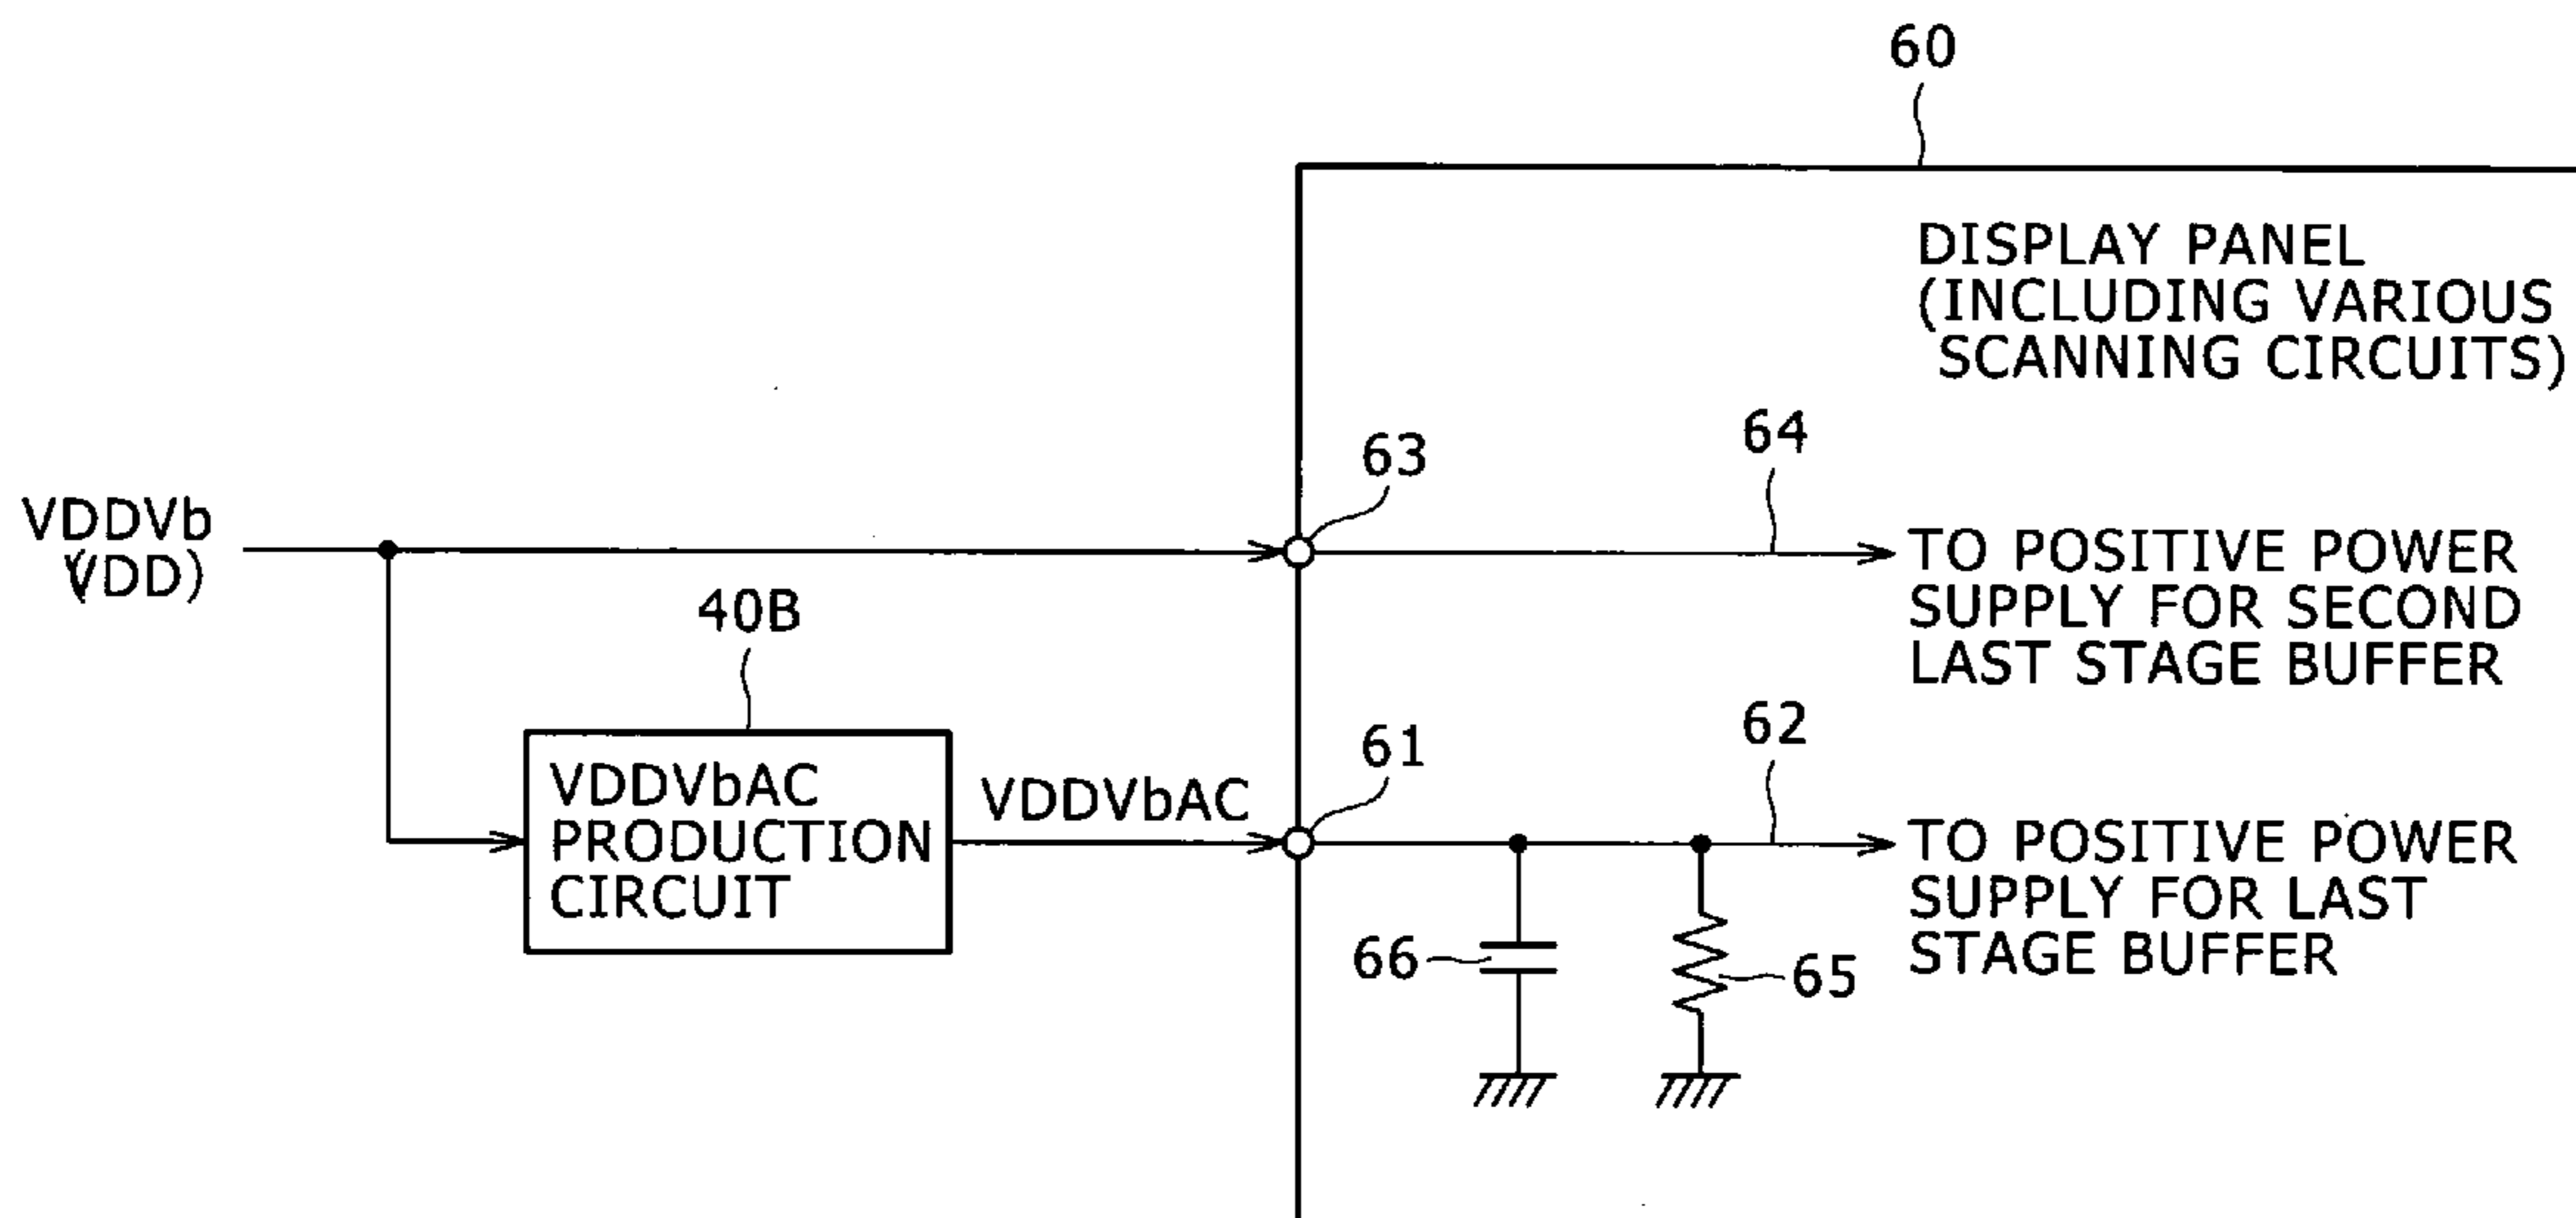 60
DISPLAY PANEL
(INCLUDING VARIOUS
SCANNING CIRCUITS)
63
64
VDDVb
(VDD)
TO POSITIVE POWER
SUPPLY FOR SECOND
LAST STAGE BUFFER
40B
61
62
VDDVbAC
PRODUCTION
CIRCUIT
VDDVbAC
TO POSITIVE POWER
SUPPLY FOR LAST
STAGE BUFFER
66
65